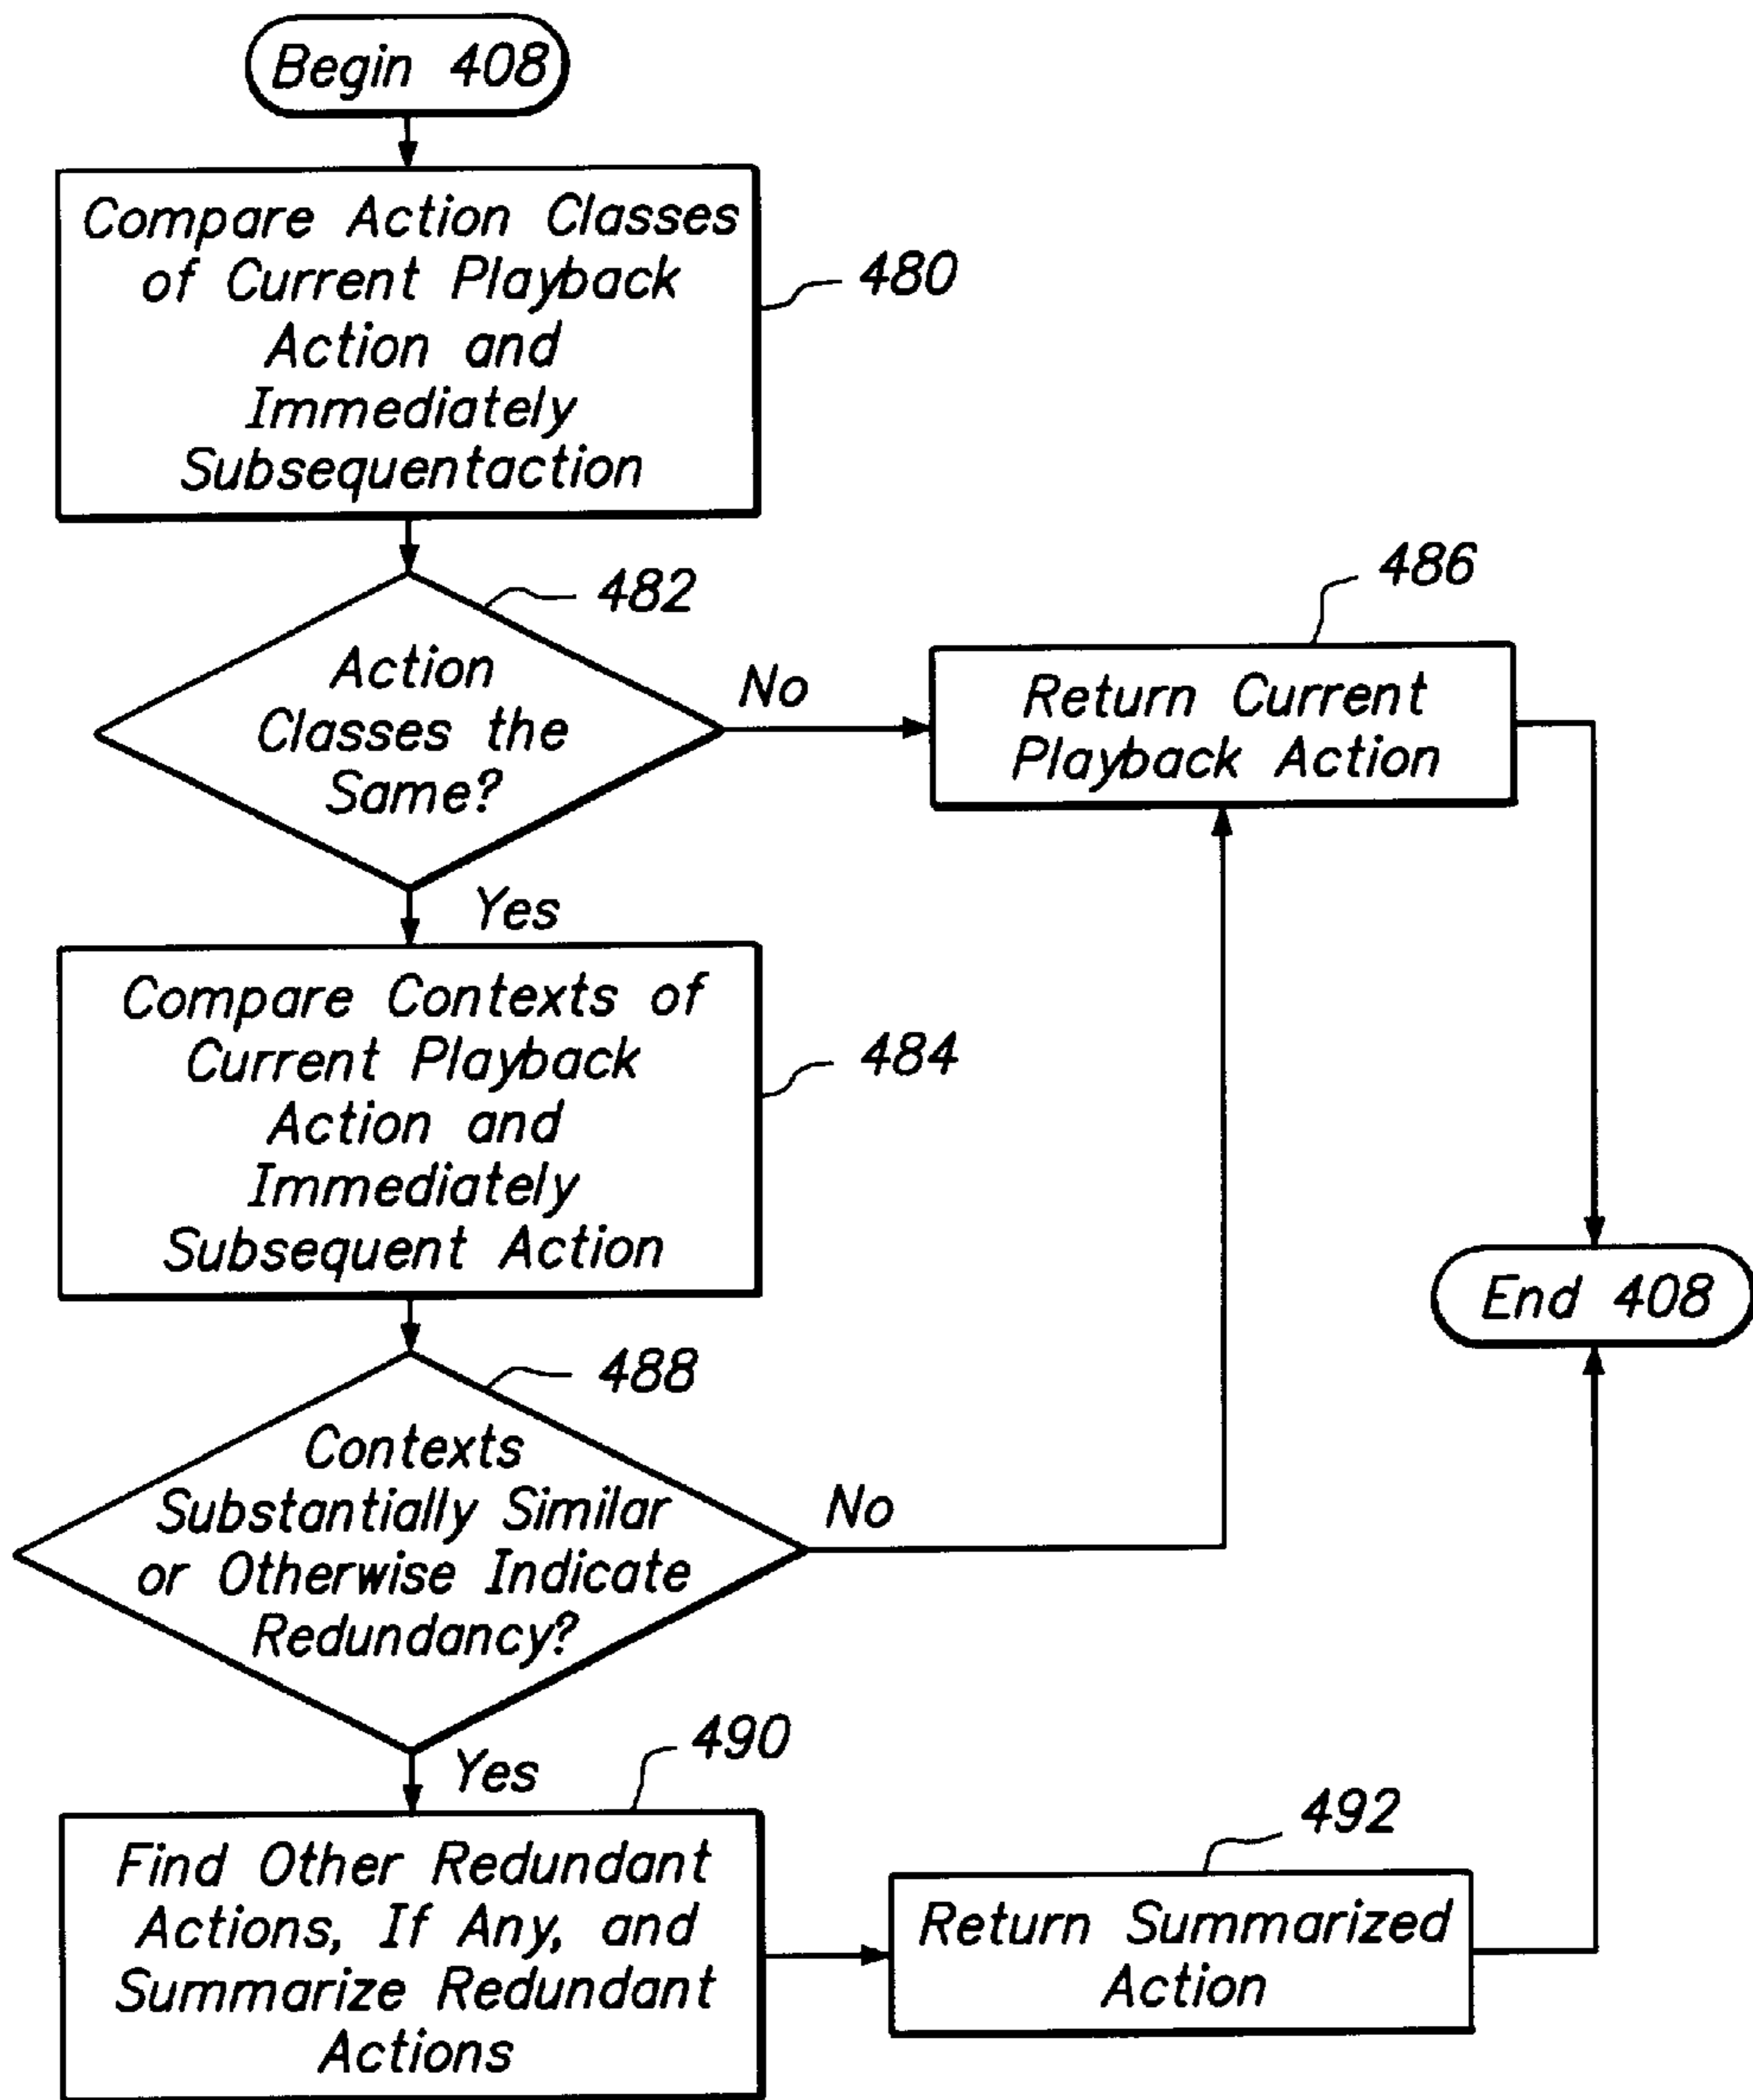 Begin 408
Compare Action Classes
of Current Playback
Action and
Immediately
Subsequentaction
480
482
Action
Classes the
Same?
No
486
Return Current
Playback Action
Yes
Compare Contexts of
Current Playback
Action and
Immediately
Subsequent Action
484
End 408
488
Contexts
Substantially Similar
or Otherwise Indicate
Redundancy?
No
Yes
490
Find Other Redundant
Actions, If Any, and
Summarize Redundant
Actions
492
Return Summarized
Action